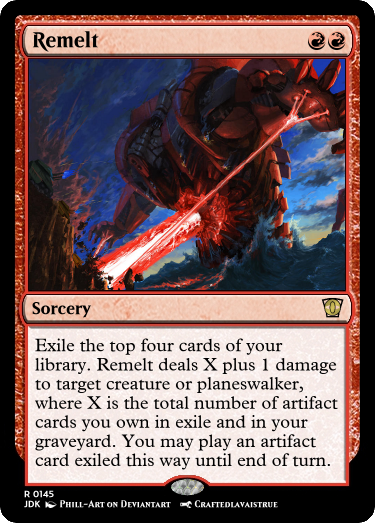 Remelt
Sorcery
Exile the top four cards of your
library. Remelt deals X plus 1 damage
to target creature or planeswalker,
where X is the total number of artifact
cards you own in exile and in your
graveyard. You may play an artifact
card exiled this way until end of turn.
R 0145
JDK Phill-Art on Deviantart Craftedlavaistrue